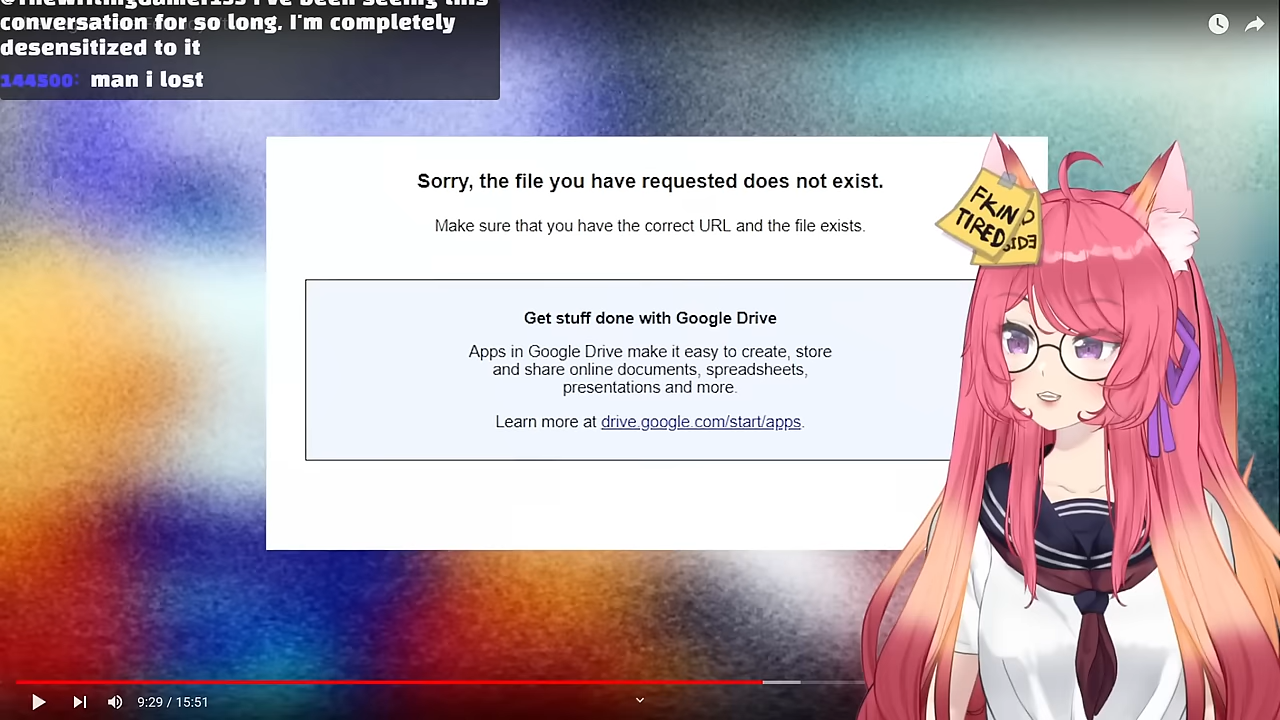 conversation for so long. I'm completely
desensitized to it
144500: man i lost
Sorry, the file you have requested does not exist.
Make sure that you have the correct URL and the file exists.
FKIN
TIRED
Get stuff done with Google Drive
Apps in Google Drive make it easy to create, store
and share online documents, spreadsheets,
presentations and more.
Learn more at drive.google.com/start/apps.
9:29 / 15:51